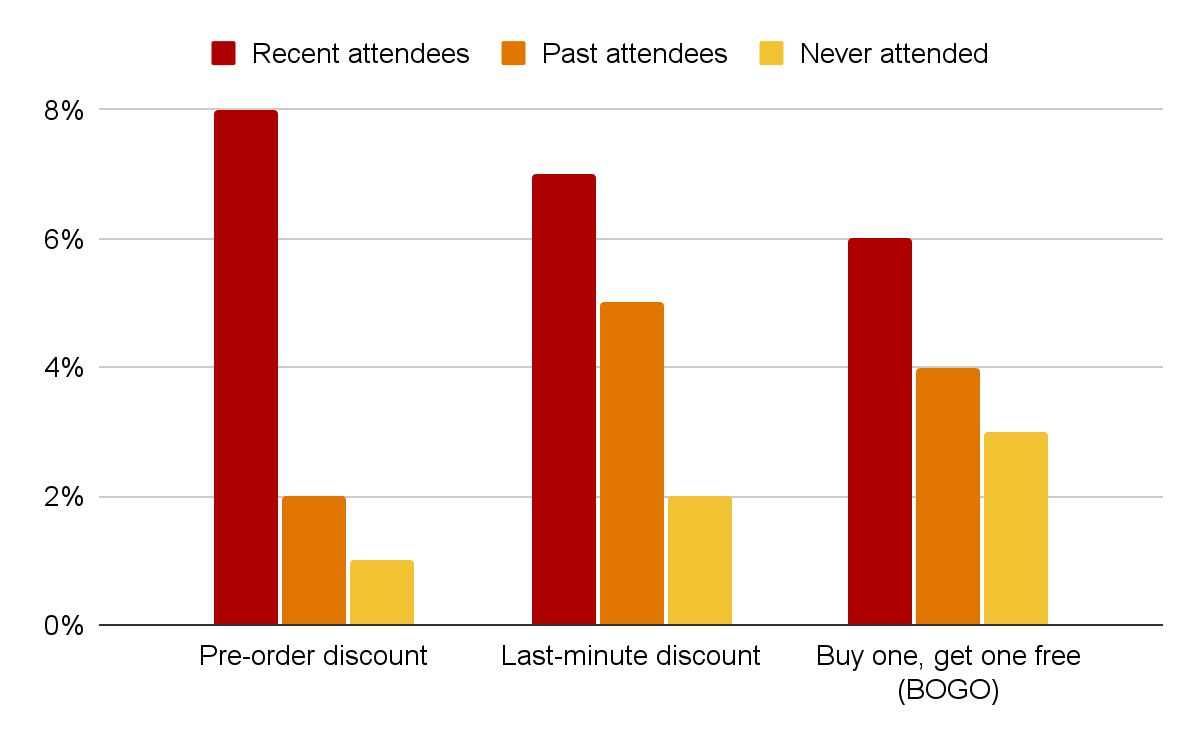 Recent attendees Past attendees Never attended
8%
6%
4%
2%
0%
Pre-order discount Last-minute discount Buy one, get one free
(BOGO)